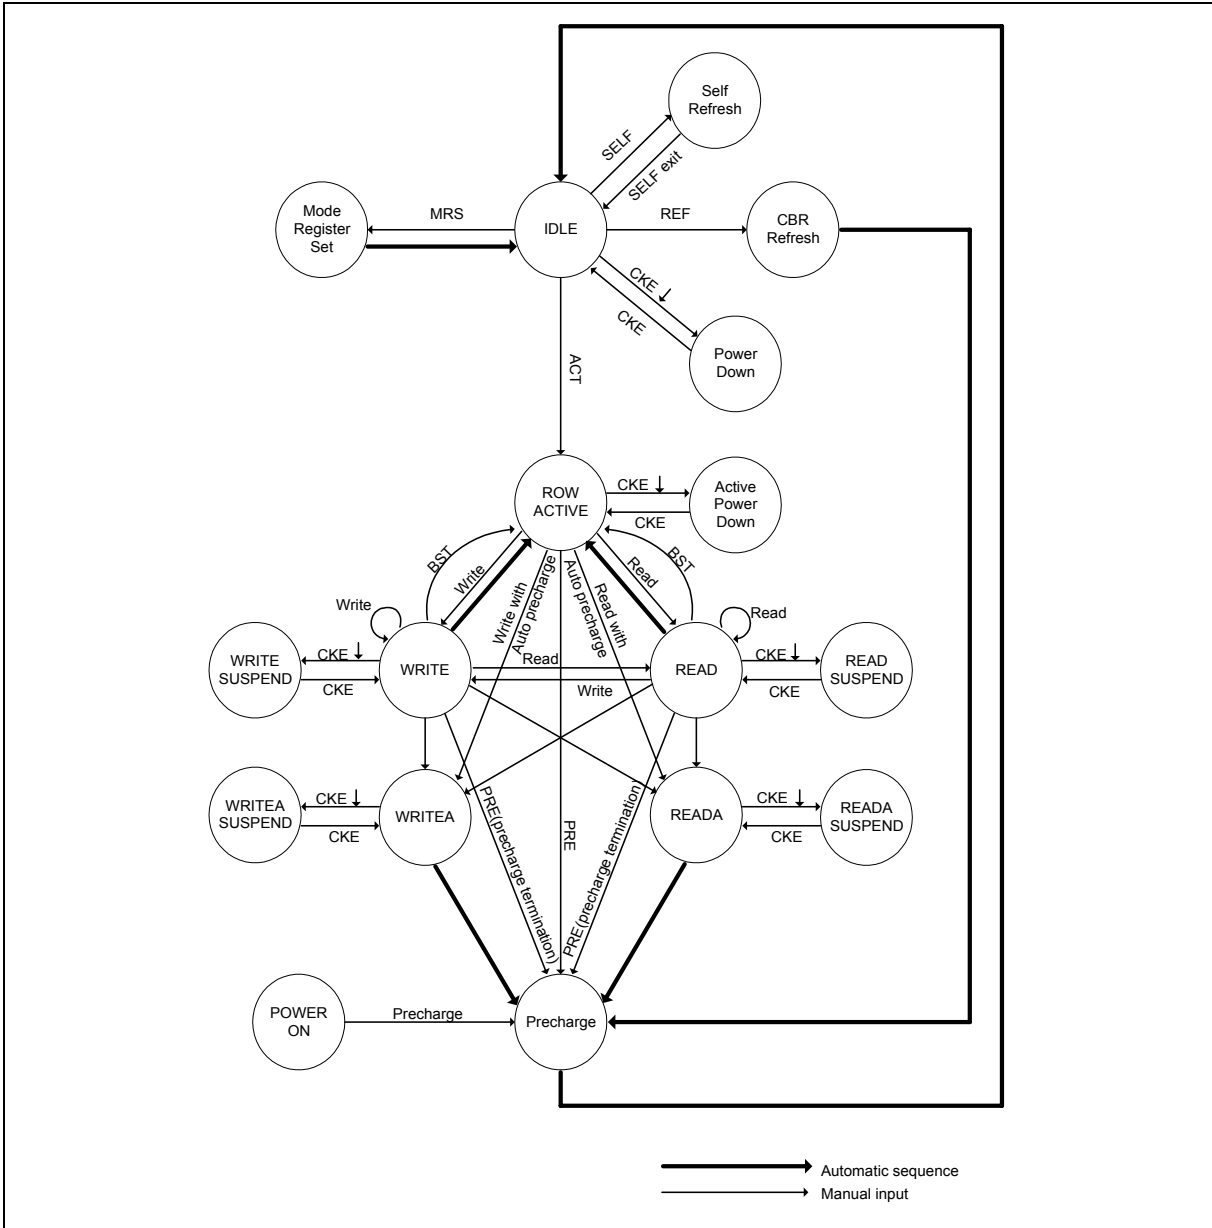 Self
Refresh
SELF
SELF exit
Mode
Register
Set
MRS
IDLE
REF
CBR
Refresh
CKE
CKE
Power
Down
ACT
ROW
ACTIVE
CKE
CKE
Active
Power
Down
BST
Write
Write with
Auto precharge
Auto precharge
Read with
Read
BST
Write
Read
WRITE
SUSPEND
CKE
CKE
WRITE
Read
Write
READ
CKE
CKE
READ
SUSPEND
WRITEA
SUSPEND
CKE
CKE
WRITEA
PRE(precharge termination)
PRE
PRE(precharge termination)
READA
CKE
CKE
READA
SUSPEND
POWER
ON
Precharge
Precharge
Automatic sequence
Manual input